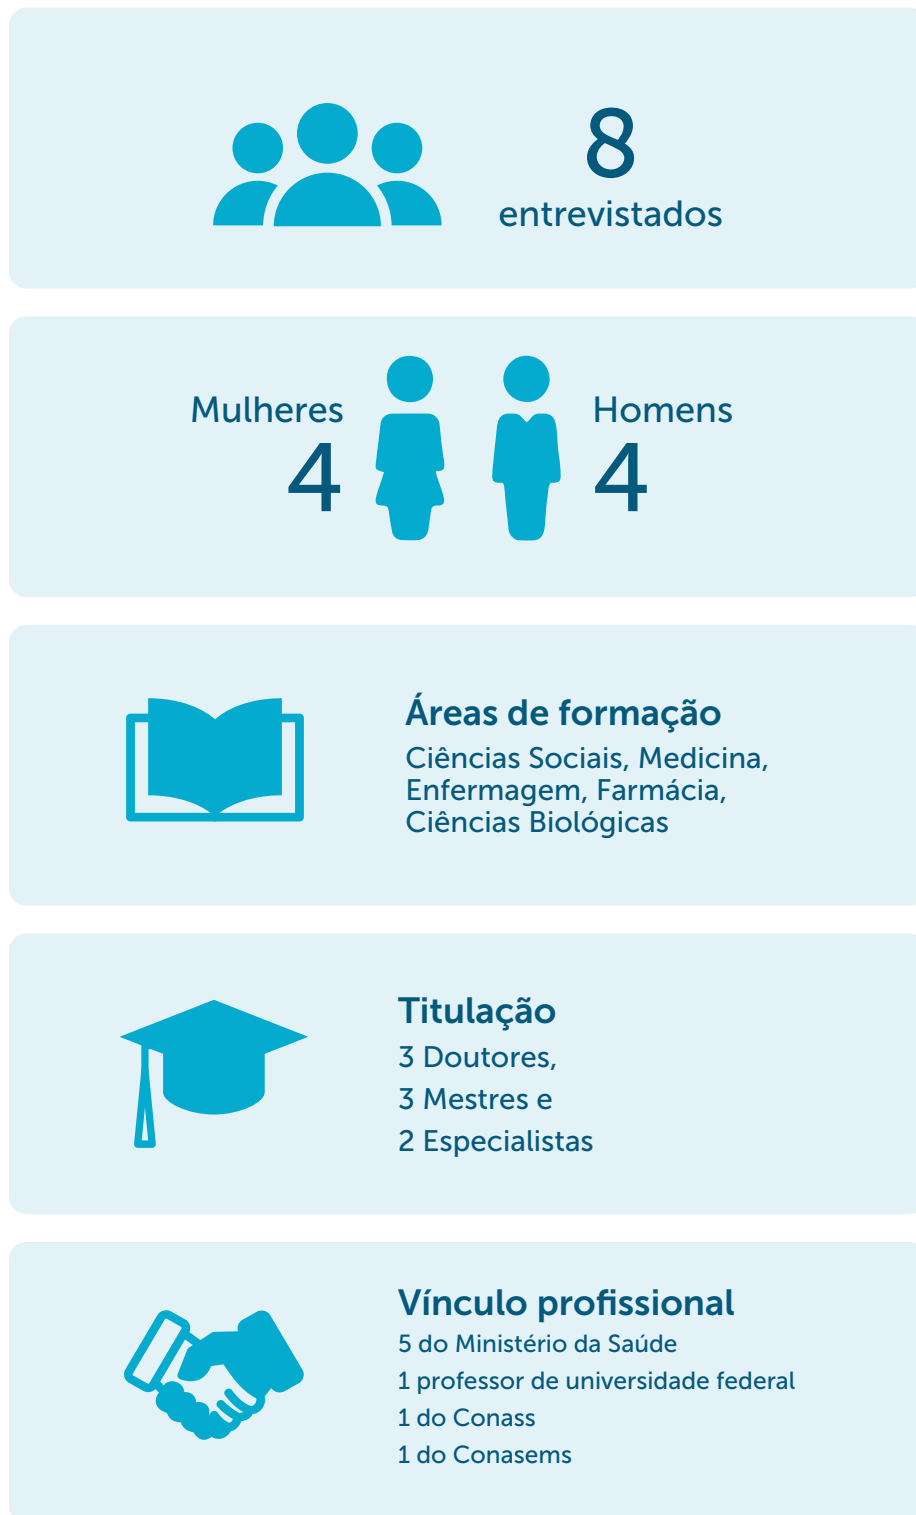 8
entrevistados
Mulheres
4
Homens
4
Áreas de formação
Ciências Sociais, Medicina,
Enfermagem, Farmácia,
Ciências Biológicas
Titulação
3 Doutores,
3 Mestres e
2 Especialistas
Vínculo profissional
5 do Ministério da Saúde
1 professor de universidade federal
1 do Conass
1 do Conasems